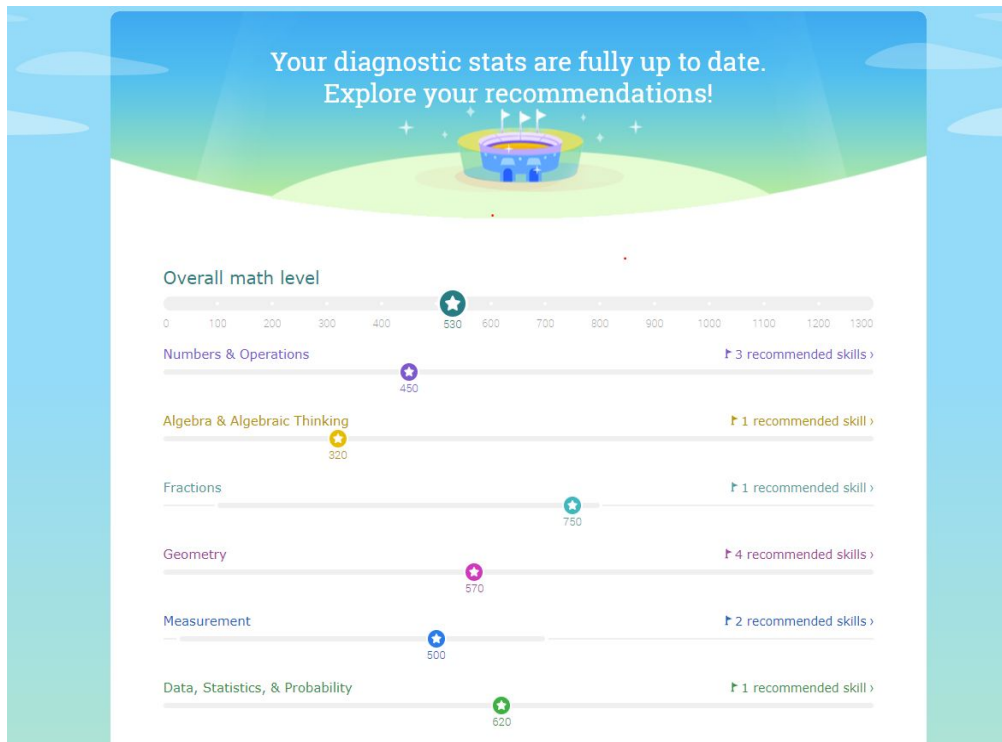 Your diagnostic stats are fully up to date.
Explore your recommendations!
Overall math level
0 100 200 300 400 530 600 700 800 900 1000 1100 1200 1300
Numbers & Operations 3 recommended skills ›
450
Algebra & Algebraic Thinking 1 recommended skill ›
320
Fractions 1 recommended skill ›
750
Geometry 4 recommended skills ›
570
Measurement 2 recommended skills ›
500
Data, Statistics, & Probability 1 recommended skill ›
620